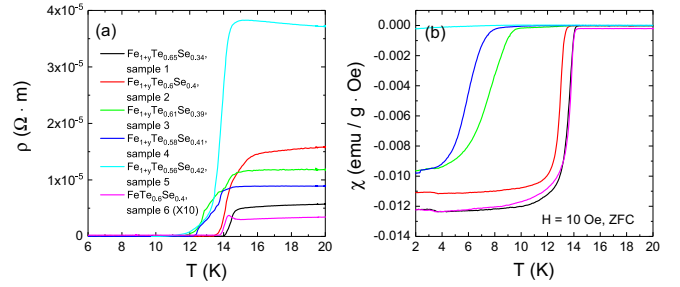 (a)
Fe1+yTe0.65Se0.34,
sample 1
Fe1+yTe0.6Se0.4,
sample 2
Fe1+yTe0.61Se0.39,
sample 3
Fe1+yTe0.58Se0.41,
sample 4
Fe1+yTe0.56Se0.42,
sample 5
FeTe0.6Se0.4,
sample 6 (X10)
ρ (Ω · m)
4x10-5
3x10-5
2x10-5
1x10-5
0
6 8 10 12 14 16 18 20
T (K)
(b)
χ (emu / g · Oe)
0.000
-0.002
-0.004
-0.006
-0.008
-0.010
-0.012
-0.014
H = 10 Oe, ZFC
2 4 6 8 10 12 14 16 18 20
T (K)